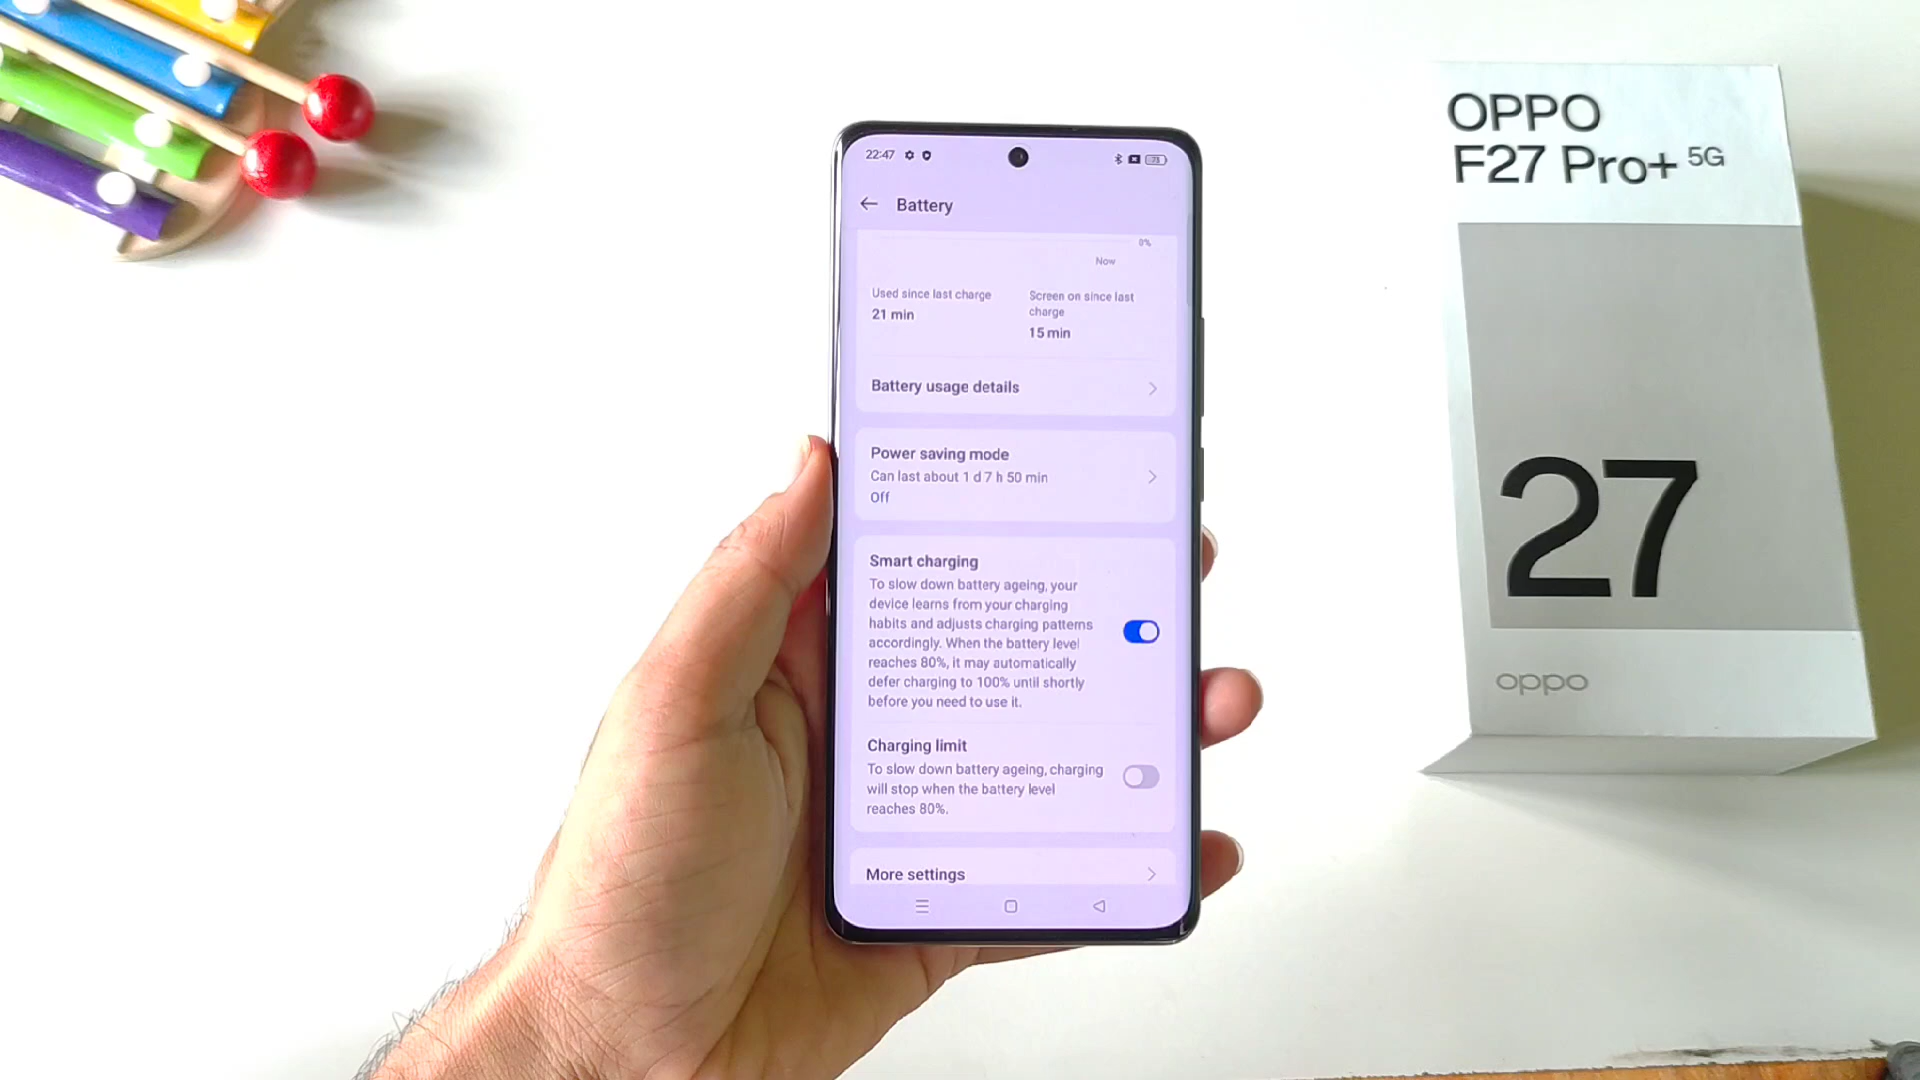 22:47
73
Battery
0%
Now
Used since last charge
21 min
Screen on since last
charge
15 min
Battery usage details
Power saving mode
Can last about 1 d 7 h 50 min
Off
Smart charging
To slow down battery ageing, your
device learns from your charging
habits and adjusts charging patterns
accordingly. When the battery level
reaches 80%, it may automatically
defer charging to 100% until shortly
before you need to use it.
Charging limit
To slow down battery ageing, charging
will stop when the battery level
reaches 80%.
More settings
OPPO
F27 Pro+ 5G
27
oppo